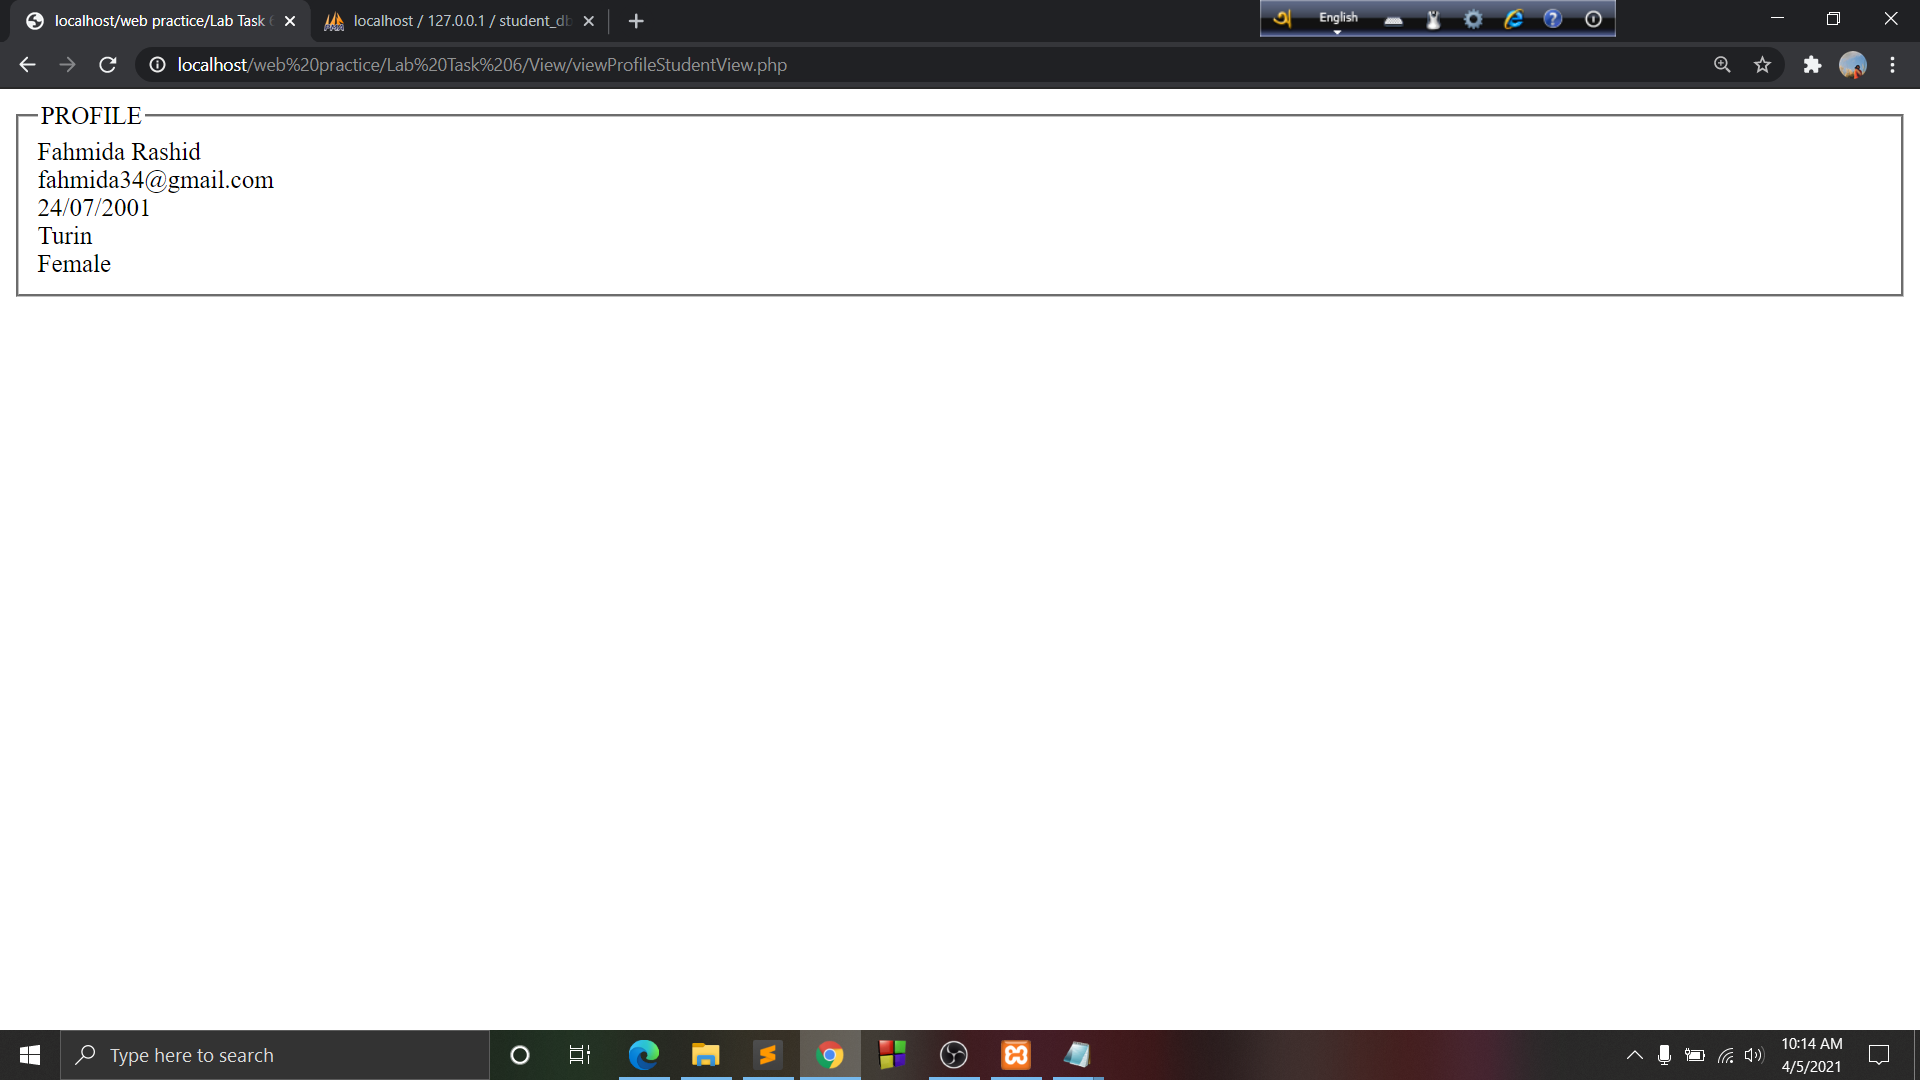 localhost/web practice/Lab Task 6
localhost / 127.0.0.1 / student_db
English
localhost/web%20practice/Lab%20Task%206/View/viewProfileStudentView.php
PROFILE
Fahmida Rashid
fahmida34@gmail.com
24/07/2001
Turin
Female
Type here to search
10:14 AM
4/5/2021